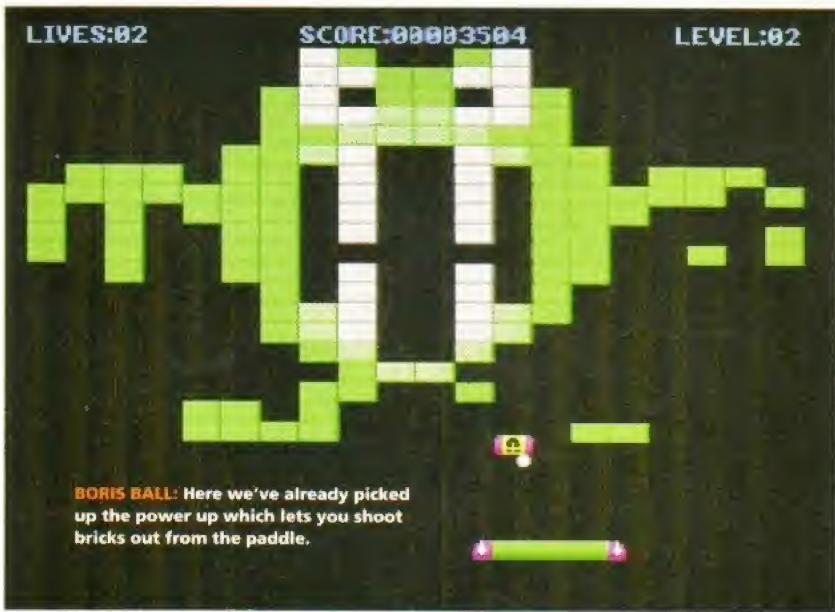 LIVES:02 SCORE:00003504 LEVEL:02
BORIS BALL: Here we've already picked
up the power up which lets you shoot
bricks out from the paddle.